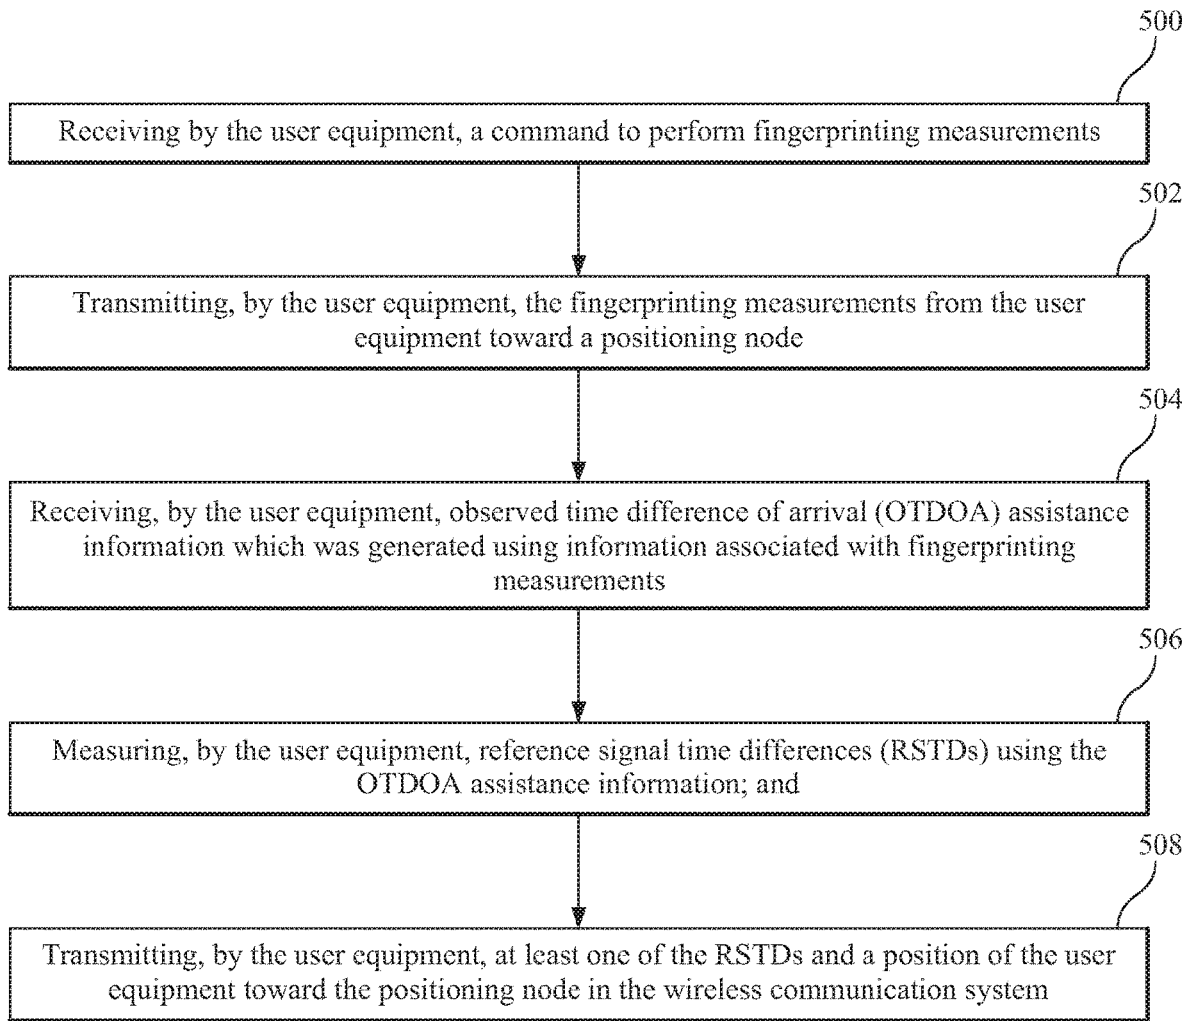 500
Receiving by the user equipment, a command to perform fingerprinting measurements
502
Transmitting, by the user equipment, the fingerprinting measurements from the user
equipment toward a positioning node
504
Receiving, by the user equipment, observed time difference of arrival (OTDOA) assistance
information which was generated using information associated with fingerprinting
measurements
506
Measuring, by the user equipment, reference signal time differences (RSTDs) using the
OTDOA assistance information; and
508
Transmitting, by the user equipment, at least one of the RSTDs and a position of the user
equipment toward the positioning node in the wireless communication system